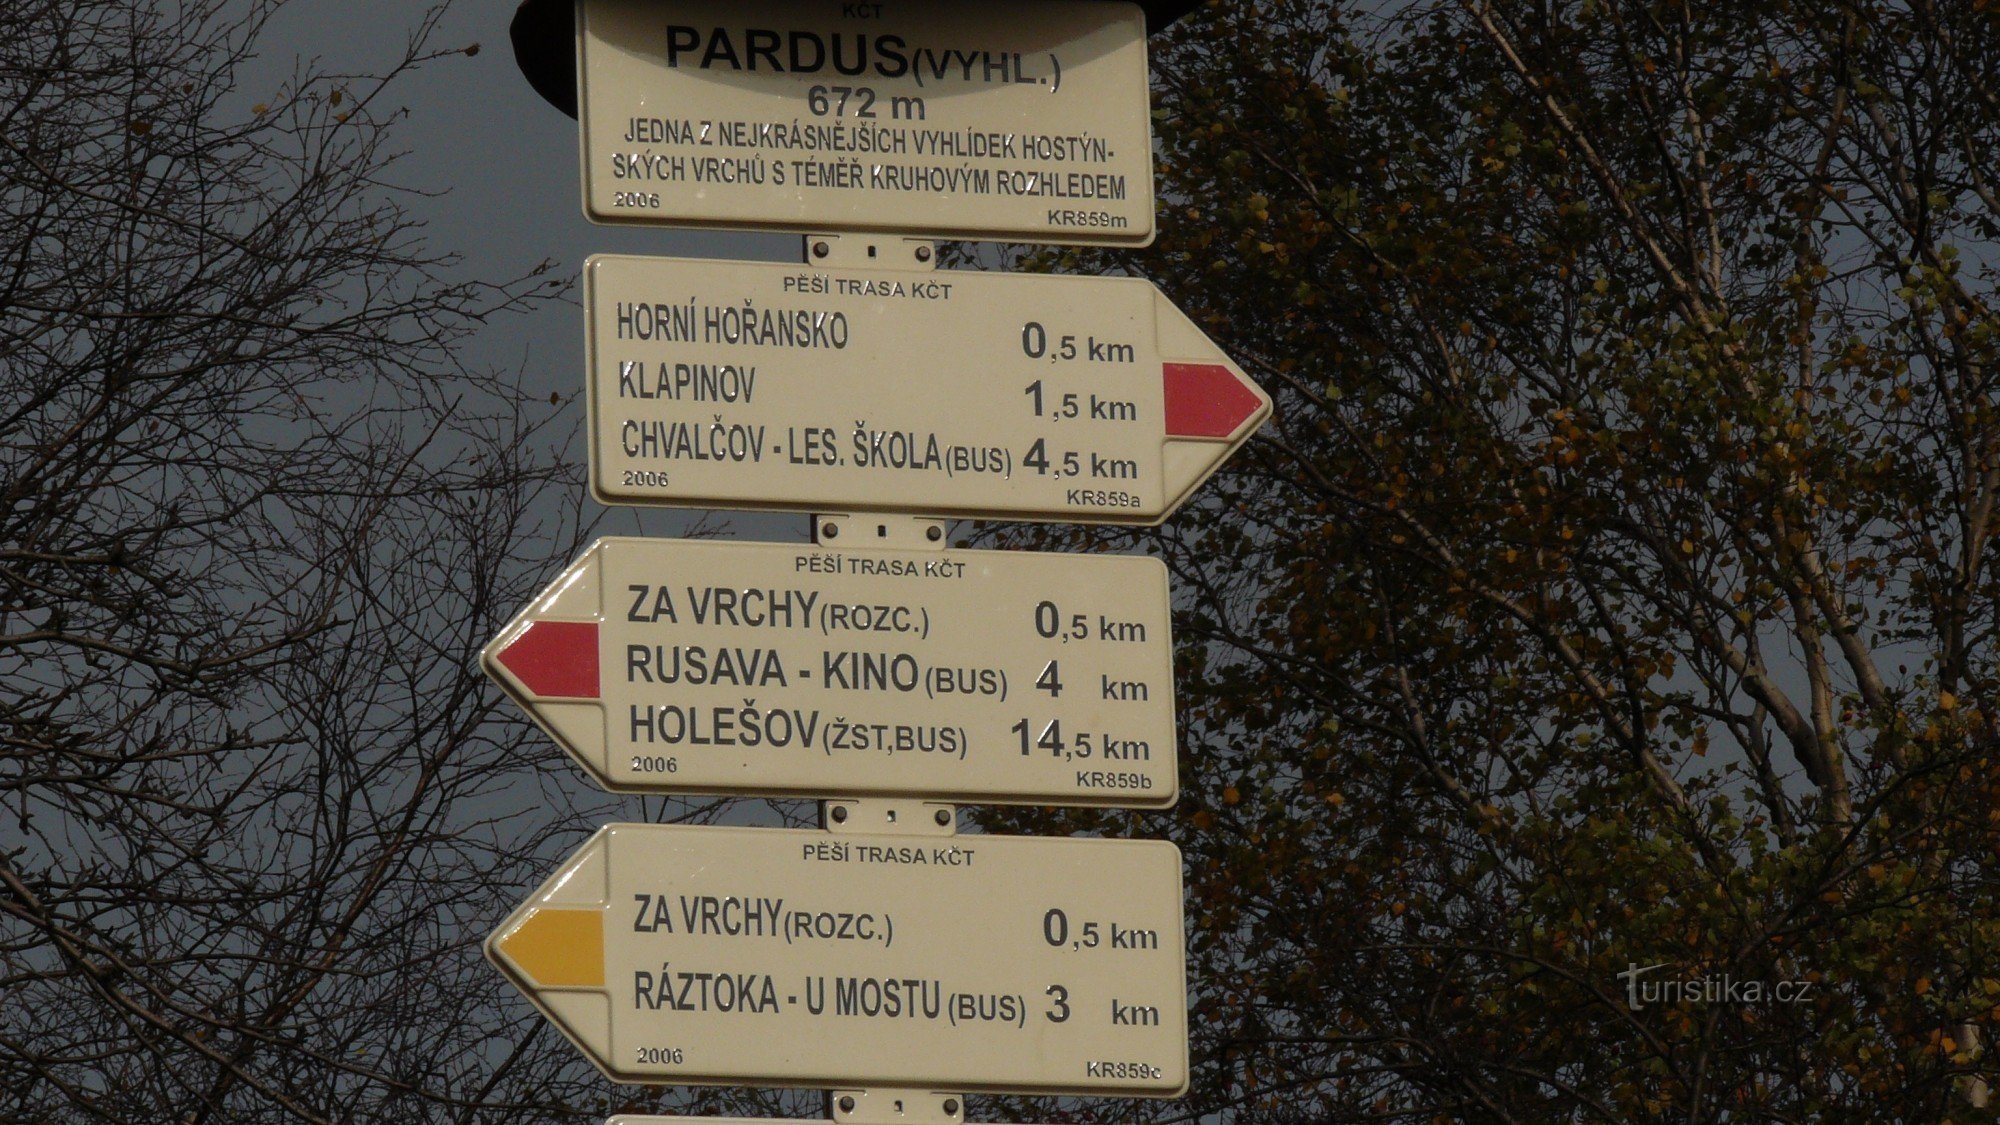 KČT
PARDUS (VYHL.)
672 m
JEDNA Z NEJKRÁSNĚJŠÍCH VYHLÍDEK HOSTÝN-
SKÝCH VRCHŮ S TÉMĚŘ KRUHOVÝM ROZHLEDEM
2006 KR859m
PĚŠÍ TRASA KČT
HORNÍ HOŘANSKO 0,5 km
KLAPINOV 1,5 km
CHVALČOV - LES. ŠKOLA (BUS) 4,5 km
2006 KR859a
PĚŠÍ TRASA KČT
ZA VRCHY (ROZC.) 0,5 km
RUSAVA - KINO (BUS) 4 km
HOLEŠOV (ŽST,BUS) 14,5 km
2006 KR859b
PĚŠÍ TRASA KČT
ZA VRCHY (ROZC.) 0,5 km
RÁZTOKA - U MOSTU (BUS) 3 km
2006 KR859c
Turistika.cz